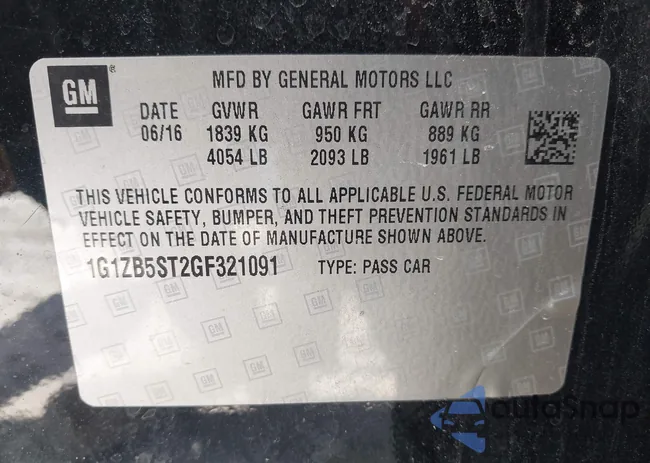 GM
MFD BY GENERAL MOTORS LLC
DATE GVWR GAWR FRT GAWR RR
06/16 1839 KG 950 KG 889 KG
4054 LB 2093 LB 1961 LB
THIS VEHICLE CONFORMS TO ALL APPLICABLE U.S. FEDERAL MOTOR
VEHICLE SAFETY, BUMPER, AND THEFT PREVENTION STANDARDS IN
EFFECT ON THE DATE OF MANUFACTURE SHOWN ABOVE.
1G1ZB5ST2GF321091 TYPE: PASS CAR
AutoSnap